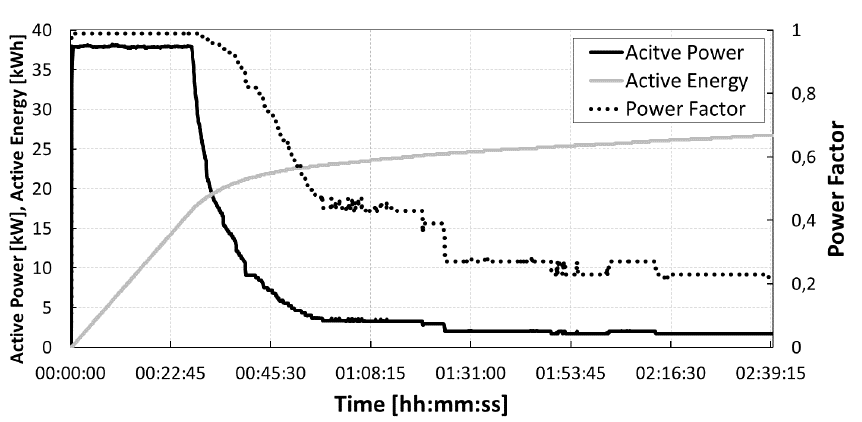 Active Power [kW], Active Energy [kWh]
40
35
30
25
20
15
10
5
0
Acitve Power
Active Energy
Power Factor
1
0,8
0,6
0,4
0,2
0
Power Factor
00:00:00 00:22:45 00:45:30 01:08:15 01:31:00 01:53:45 02:16:30 02:39:15
Time [hh:mm:ss]